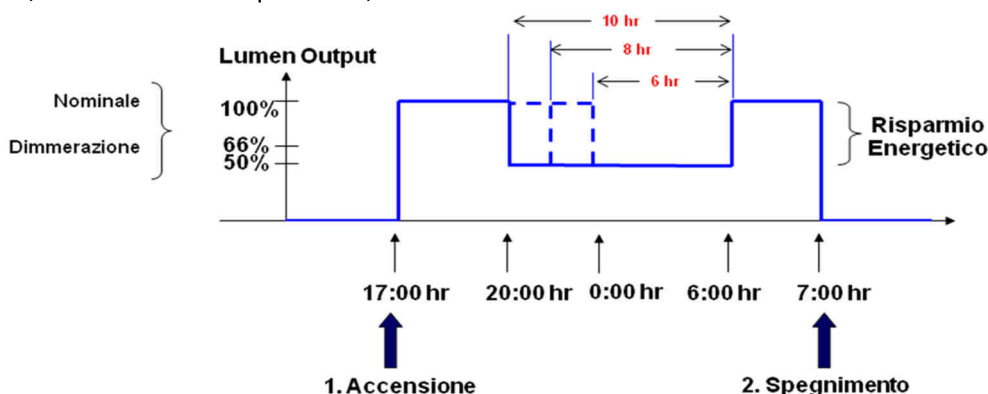 10 hr
8 hr
6 hr
Lumen Output
Nominale
Dimmerazione
100%
66%
50%
Risparmio
Energetico
17:00 hr
20:00 hr
0:00 hr
6:00 hr
7:00 hr
1. Accensione
2. Spegnimento